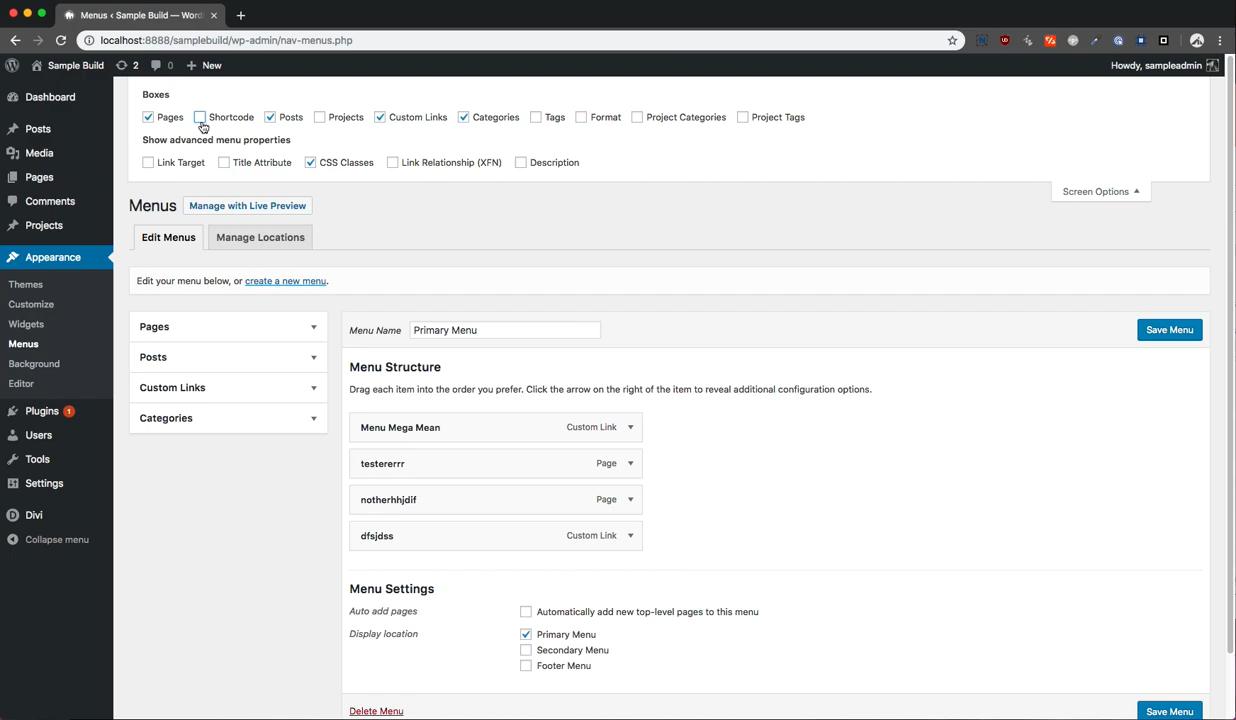 Menus ‹ Sample Build — Word
localhost:8888/samplebuild/wp-admin/nav-menus.php
Sample Build 2 0 New Howdy, sampleadmin
Boxes
Pages Shortcode Posts Projects Custom Links Categories Tags Format Project Categories Project Tags
Show advanced menu properties
Link Target Title Attribute CSS Classes Link Relationship (XFN) Description
Screen Options
Dashboard
Posts
Media
Pages
Comments
Projects
Appearance
Themes
Customize
Widgets
Menus
Background
Editor
Plugins 1
Users
Tools
Settings
Divi
Collapse menu
Menus Manage with Live Preview
Edit Menus Manage Locations
Edit your menu below, or create a new menu.
Pages
Posts
Custom Links
Categories
Menu Name Primary Menu Save Menu
Menu Structure
Drag each item into the order you prefer. Click the arrow on the right of the item to reveal additional configuration options.
Menu Mega Mean Custom Link
testererrr Page
notherhhjdif Page
dfsjdss Custom Link
Menu Settings
Auto add pages Automatically add new top-level pages to this menu
Display location Primary Menu
Secondary Menu
Footer Menu
Delete Menu Save Menu